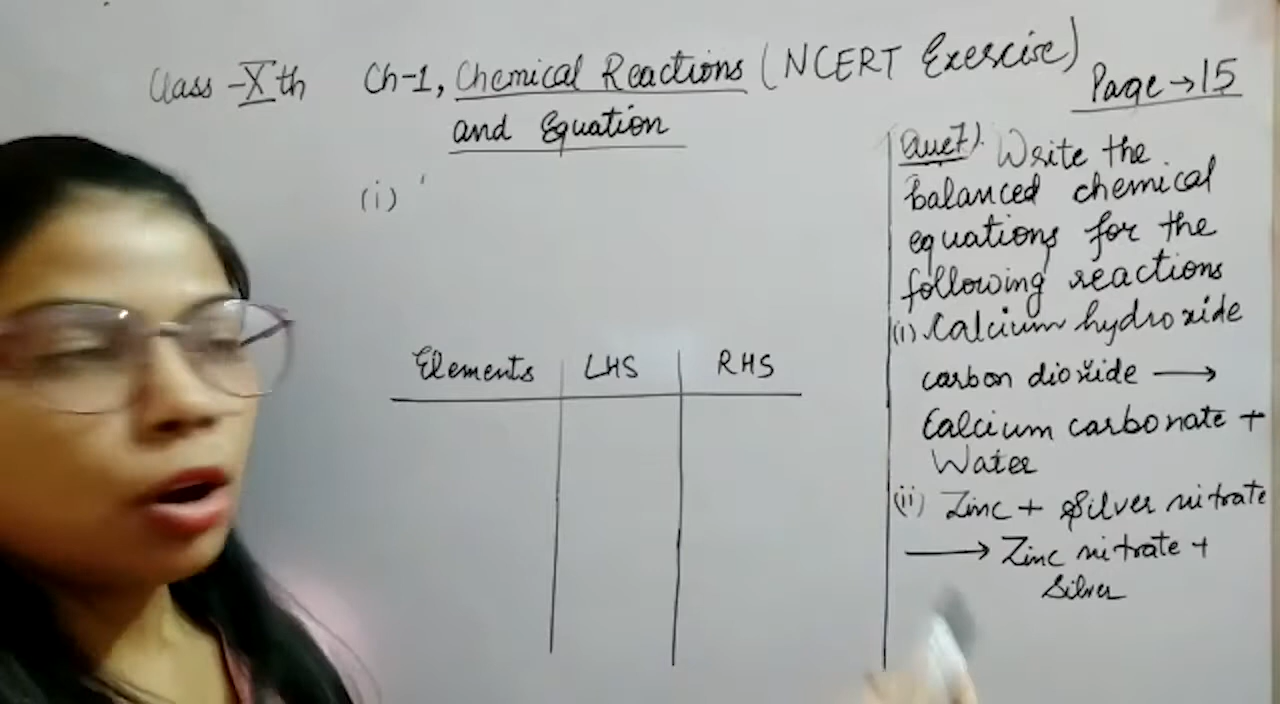 Class -Xth Ch-1, Chemical Reactions (NCERT Exercise)
and Equation
Page → 15
(i)
Elements LHS RHS
Que7). Write the
balanced chemical
equations for the
following reactions
(i). Calcium hydroxide
carbon dioxide →
Calcium carbonate +
Water
(ii) Zinc + Silver nitrate
→ Zinc nitrate +
Silver